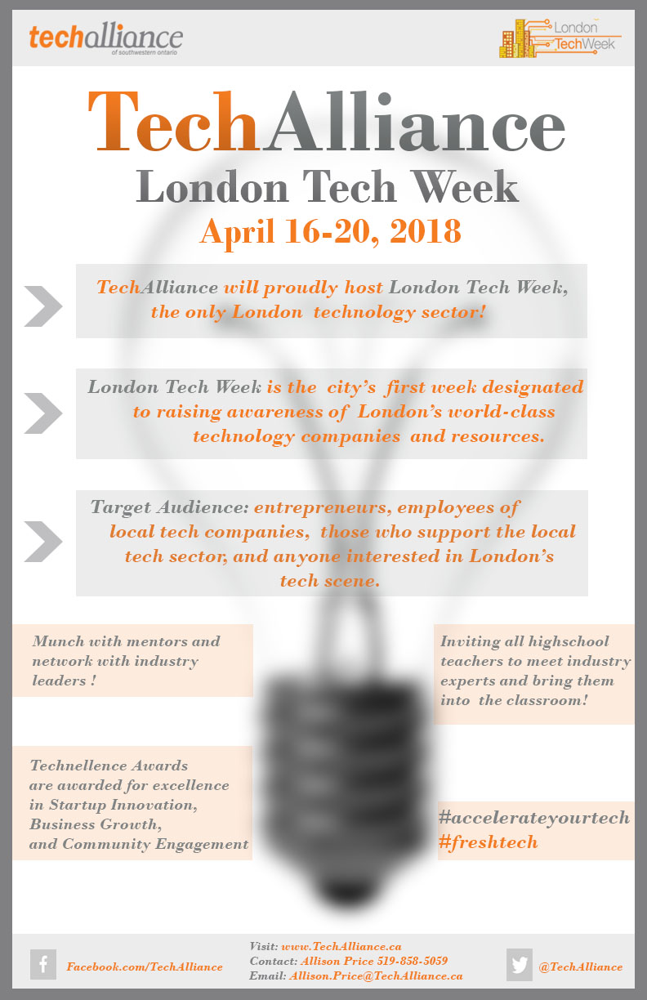 techalliance
of southwestern ontario
London
TechWeek
TechAlliance
London Tech Week
April 16-20, 2018
TechAlliance will proudly host London Tech Week,
the only London technology sector!
London Tech Week is the city's first week designated
to raising awareness of London's world-class
technology companies and resources.
Target Audience: entrepreneurs, employees of
local tech companies, those who support the local
tech sector, and anyone interested in London's
tech scene.
Munch with mentors and
network with industry
leaders !
Inviting all highschool
teachers to meet industry
experts and bring them
into the classroom!
Technellence Awards
are awarded for excellence
in Startup Innovation,
Business Growth,
and Community Engagement
#accelerateyourtech
#freshtech
Facebook.com/TechAlliance
Visit: www.TechAlliance.ca
Contact: Allison Price 519-858-5059
Email: Allison.Price@TechAlliance.ca
@TechAlliance